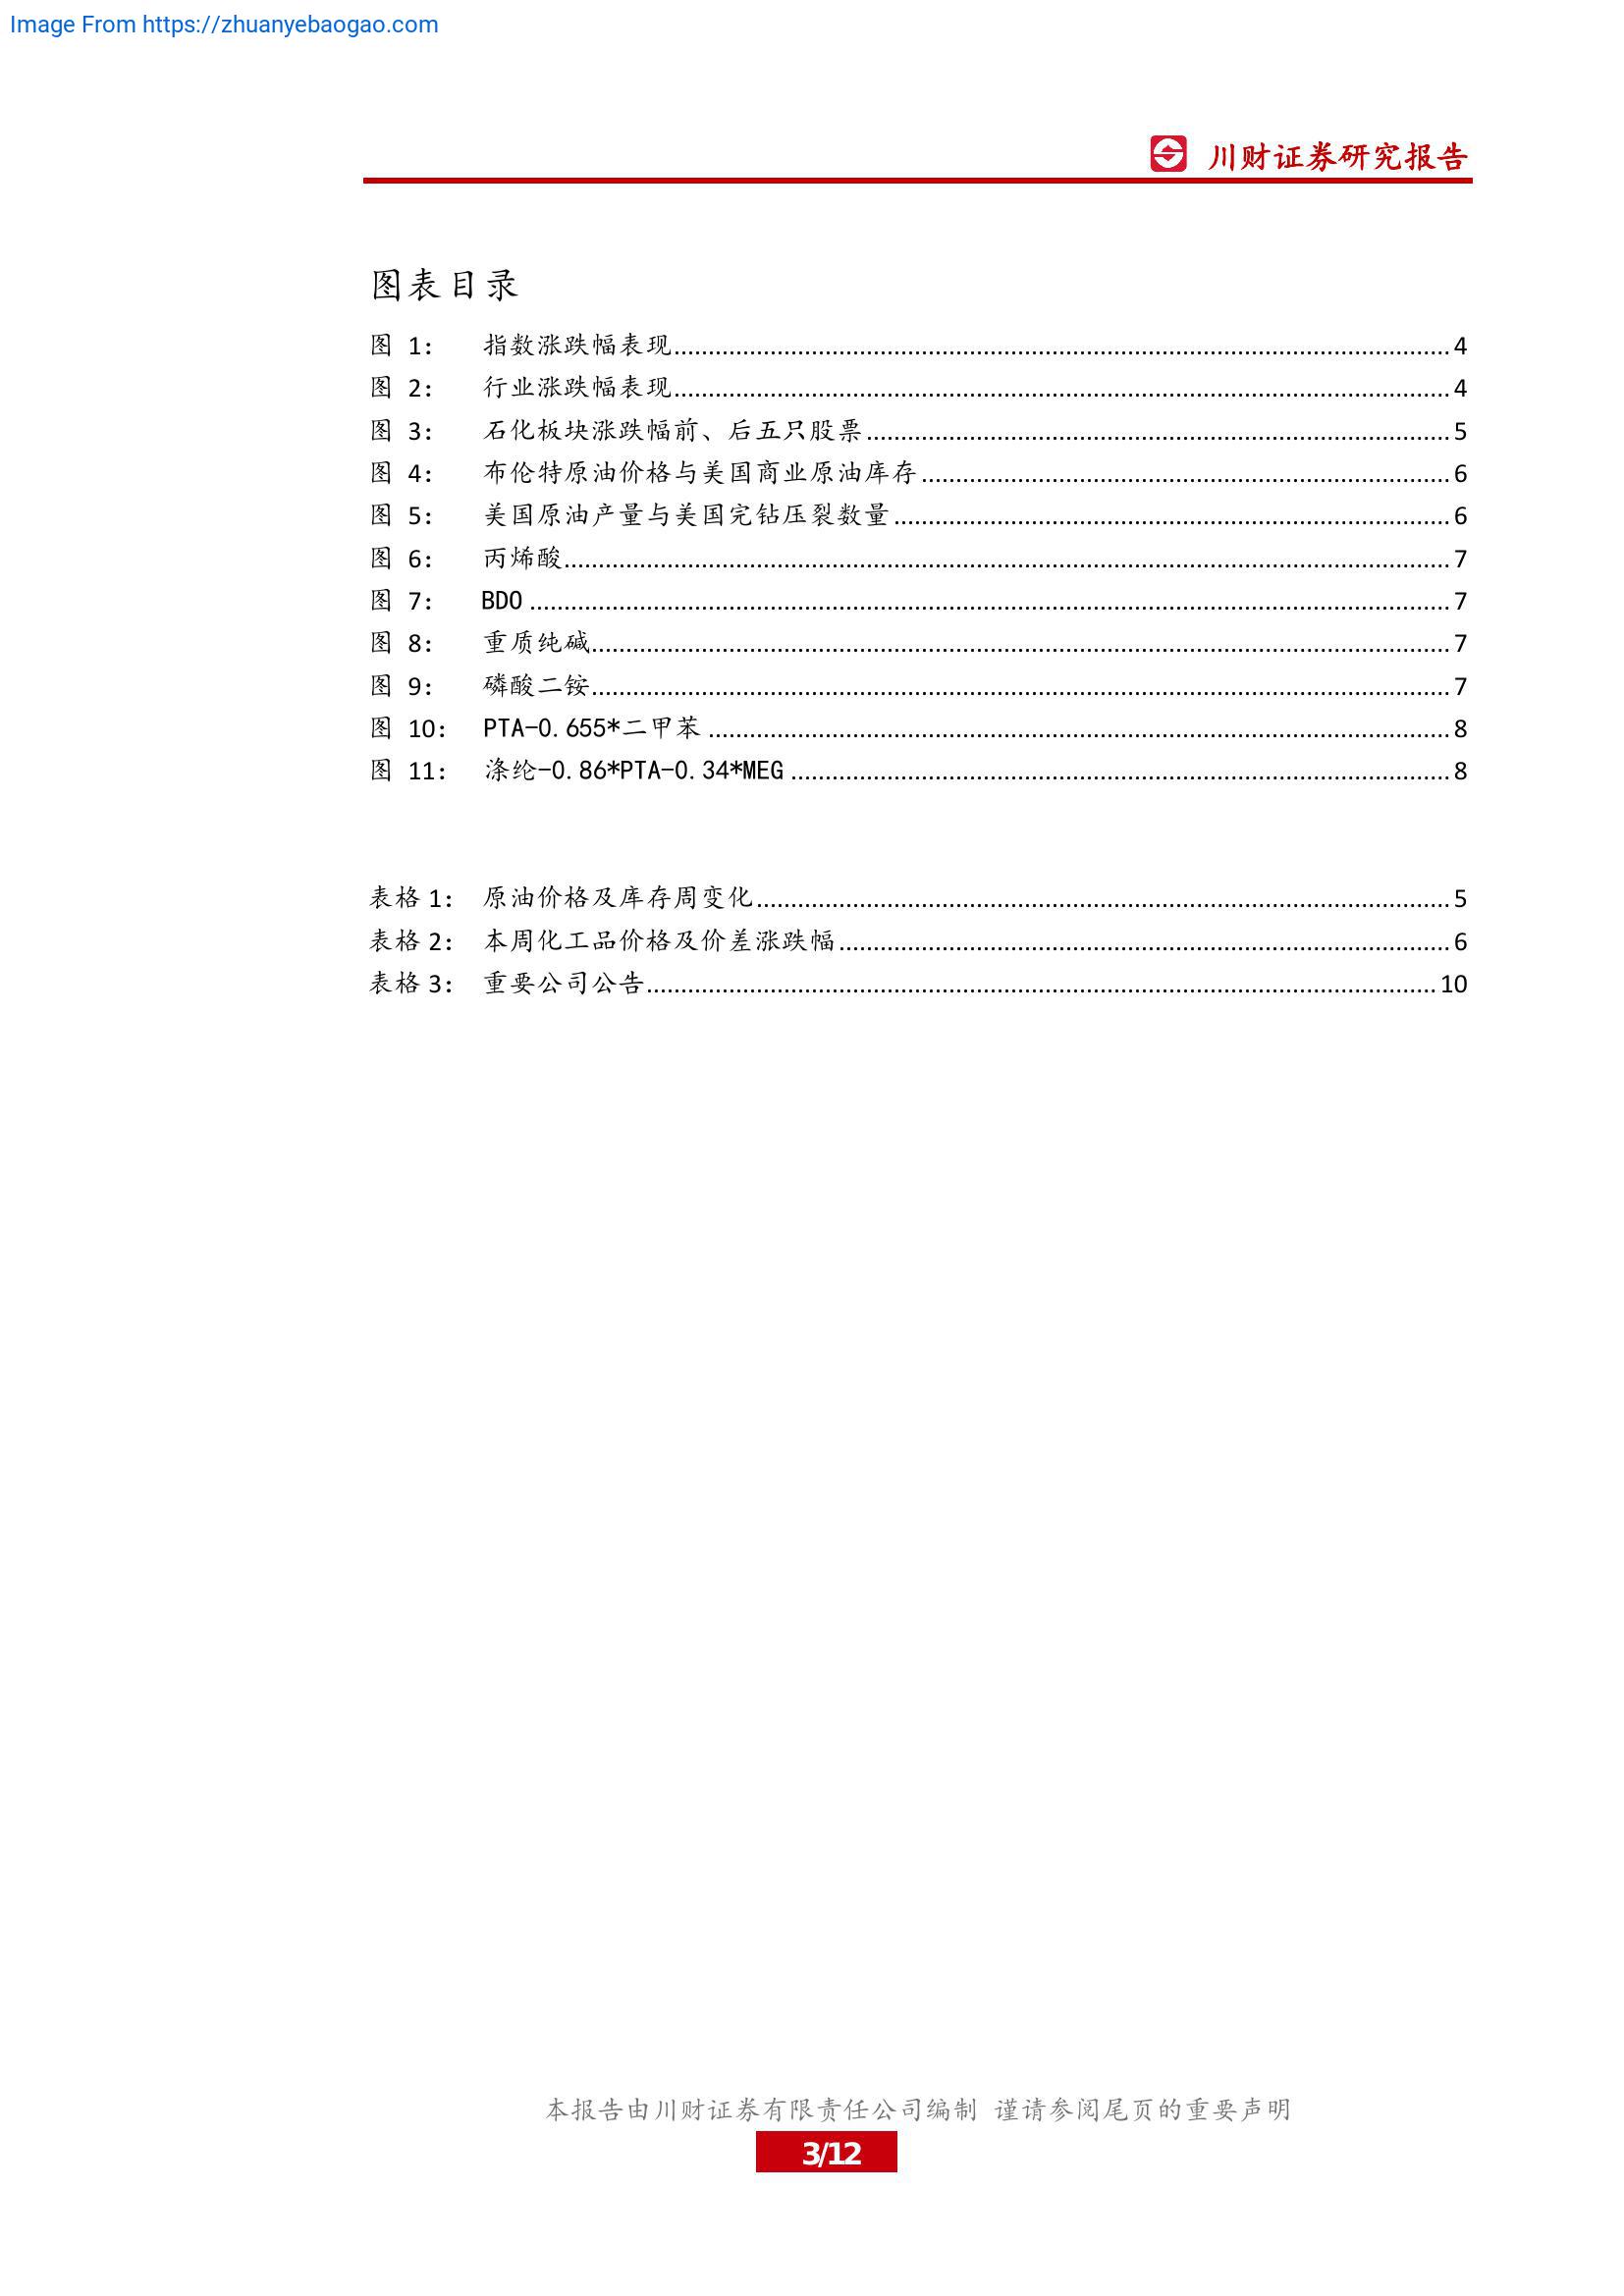 Image From https://zhuanyebaogao.com
川财证券研究报告
图表目录
图 1: 指数涨跌幅表现 4
图 2: 行业涨跌幅表现 4
图 3: 石化板块涨跌幅前、后五只股票 5
图 4: 布伦特原油价格与美国商业原油库存 6
图 5: 美国原油产量与美国完钻压裂数量 6
图 6: 丙烯酸 7
图 7: BDO 7
图 8: 重质纯碱 7
图 9: 磷酸二铵 7
图 10: PTA-0.655*二甲苯 8
图 11: 涤纶-0.86*PTA-0.34*MEG 8
表格 1: 原油价格及库存周变化 5
表格 2: 本周化工品价格及价差涨跌幅 6
表格 3: 重要公司公告 10
本报告由川财证券有限责任公司编制 谨请参阅尾页的重要声明
3/12